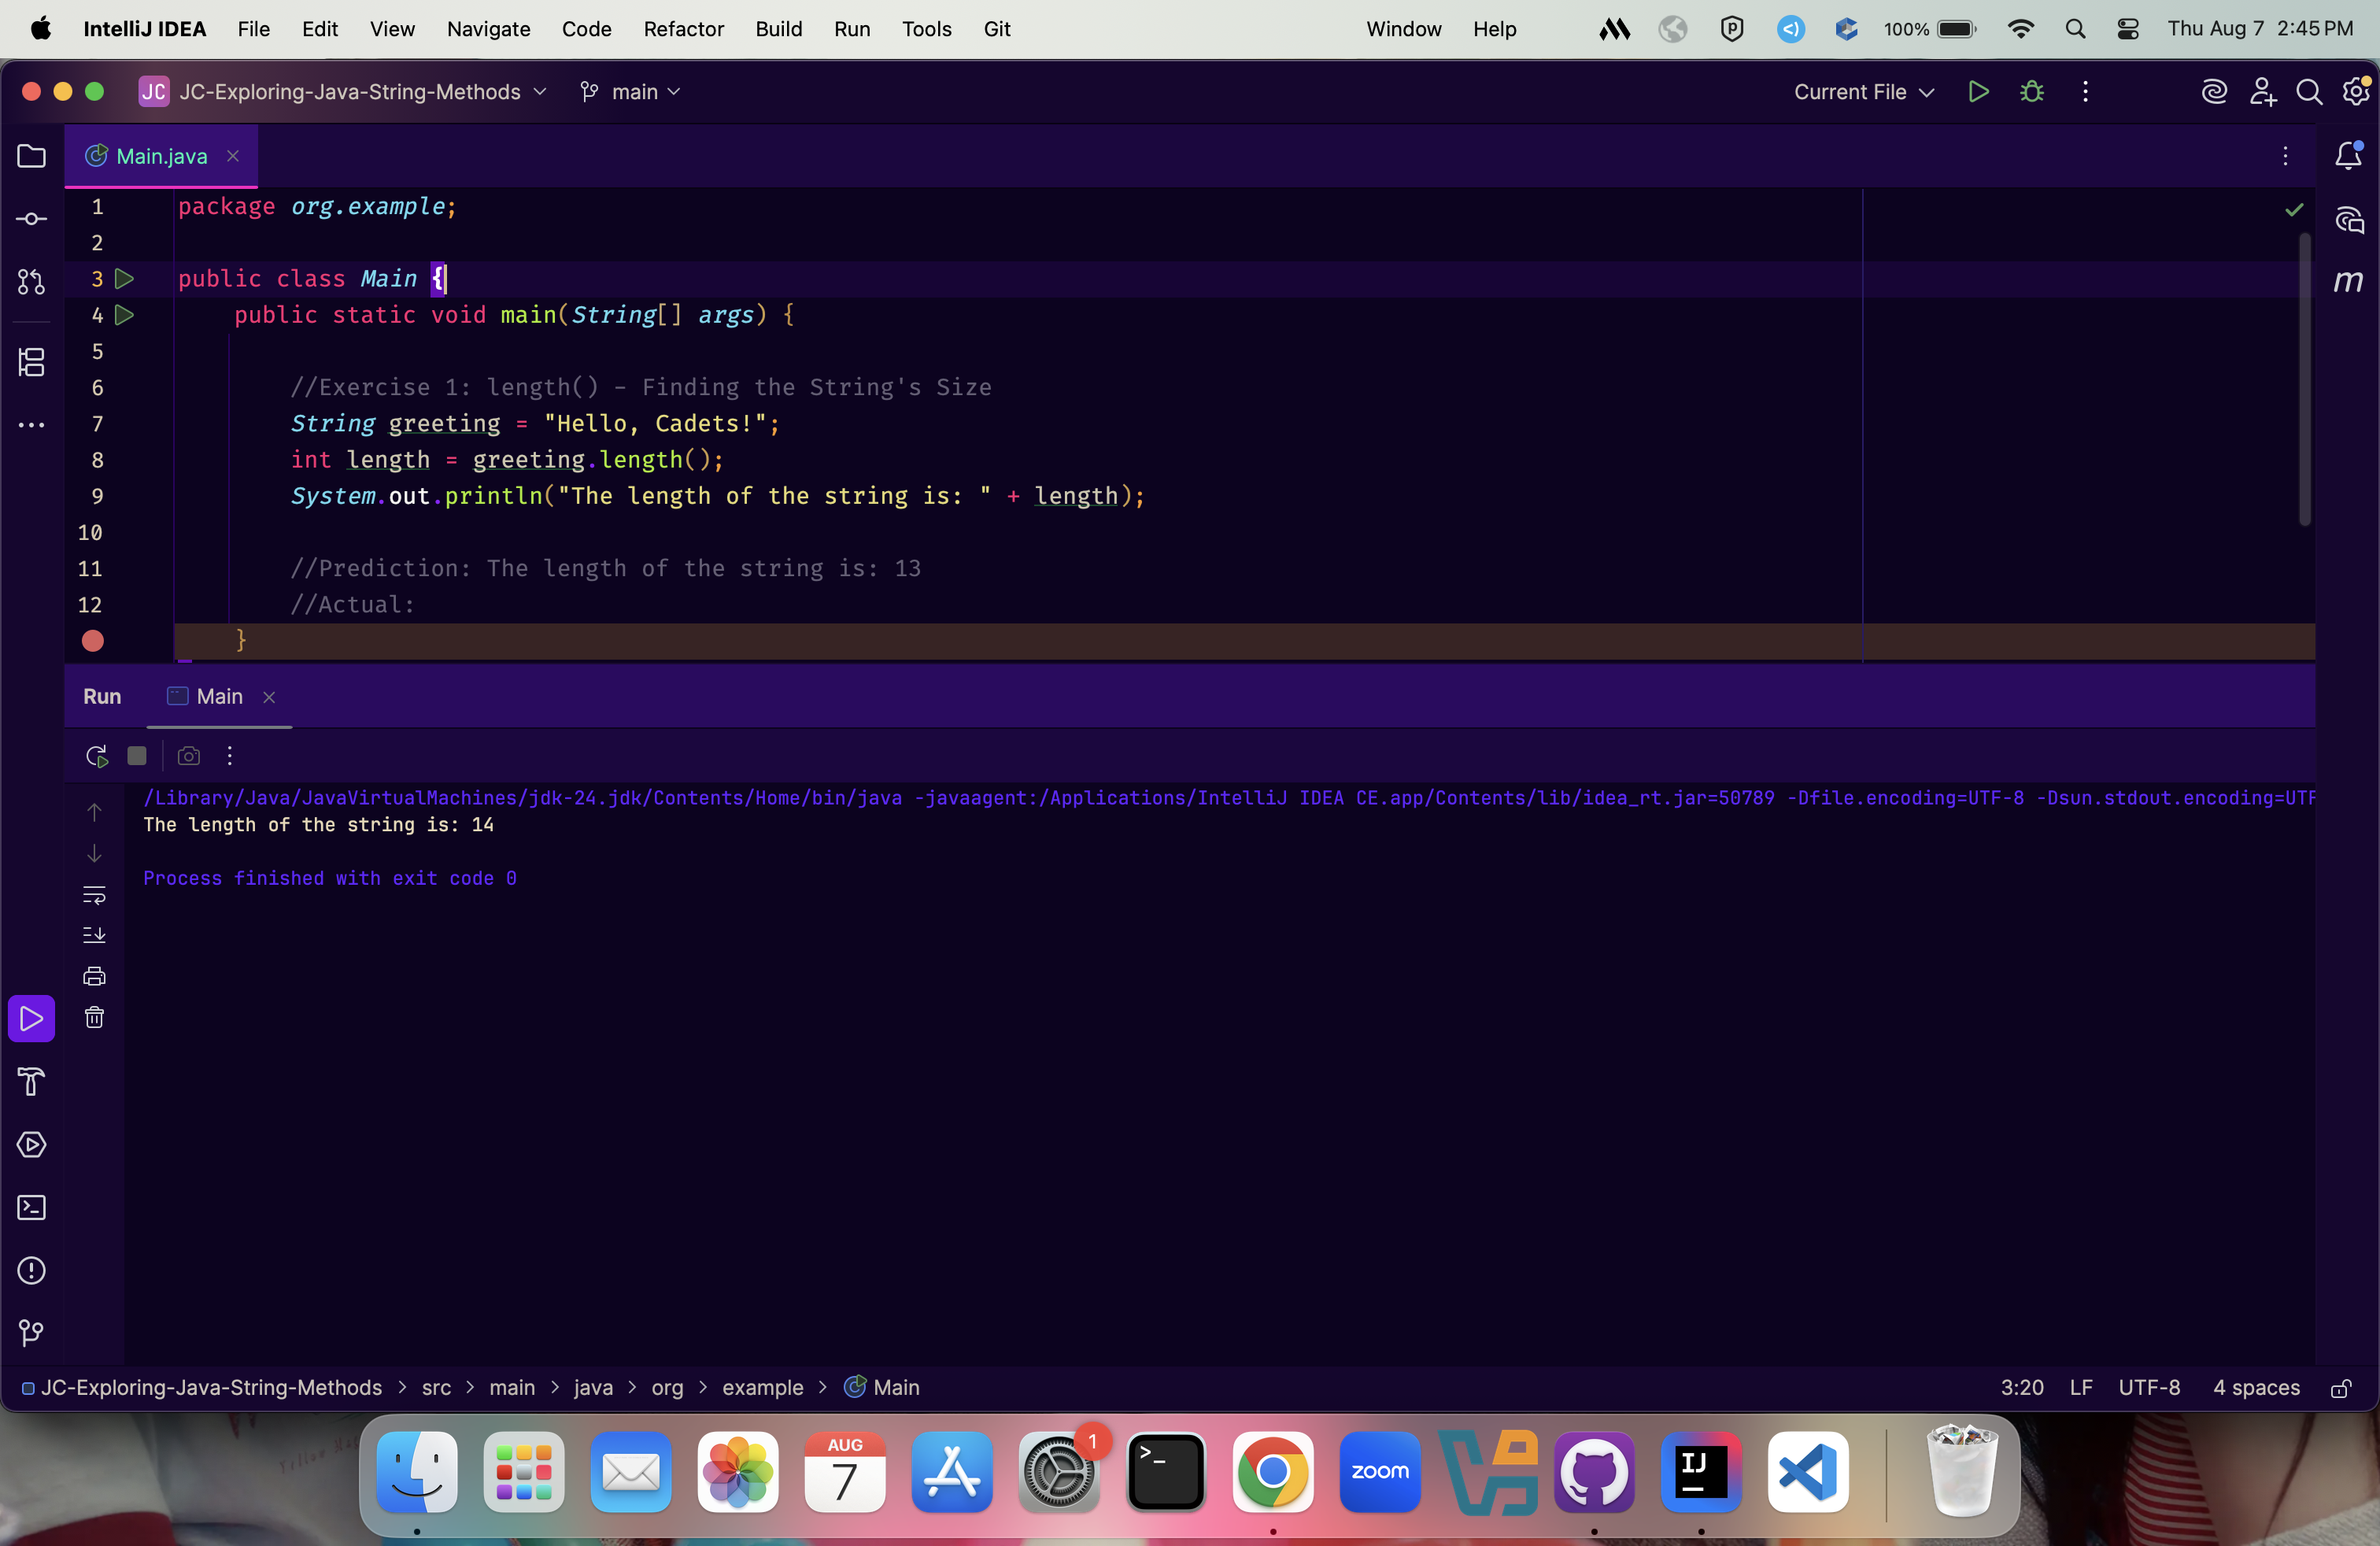 IntelliJ IDEA File Edit View Navigate Code Refactor Build Run Tools Git Window Help 100% Thu Aug 7 2:45 PM
JC JC-Exploring-Java-String-Methods main Current File
Main.java
1 package org.example;
2
3 public class Main {
4 public static void main(String[] args) {
5
6 //Exercise 1: length() - Finding the String's Size
7 String greeting = "Hello, Cadets!";
8 int length = greeting.length();
9 System.out.println("The length of the string is: " + length);
10
11 //Prediction: The length of the string is: 13
12 //Actual:
}
Run Main
/Library/Java/JavaVirtualMachines/jdk-24.jdk/Contents/Home/bin/java -javaagent:/Applications/IntelliJ IDEA CE.app/Contents/lib/idea_rt.jar=50789 -Dfile.encoding=UTF-8 -Dsun.stdout.encoding=UTF
The length of the string is: 14
Process finished with exit code 0
m
JC-Exploring-Java-String-Methods > src > main > java > org > example > Main 3:20 LF UTF-8 4 spaces
AUG
7
1
>_
zoom
IJ